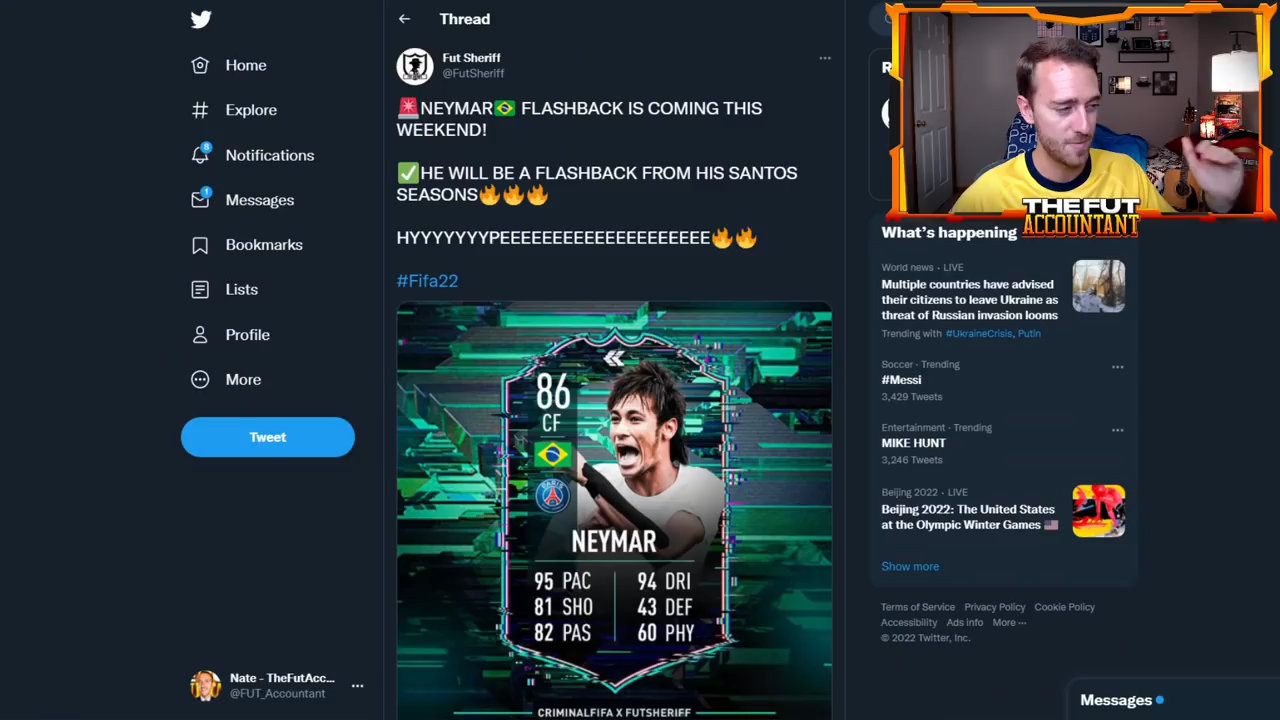 Home
Explore
8
Notifications
1
Messages
Bookmarks
Lists
Profile
More
Tweet
Nate - TheFutAcc...
@FUT_Accountant
Thread
Fut Sheriff
@FutSheriff
🚨NEYMAR🇧🇷 FLASHBACK IS COMING THIS
WEEKEND!
✅HE WILL BE A FLASHBACK FROM HIS SANTOS
SEASONS🔥🔥🔥
HYYYYYYYPEEEEEEEEEEEEEEEEEEEEE🔥🔥
#Fifa22
86
CF
PARIS
NEYMAR
95 PAC
94 DRI
81 SHO
43 DEF
82 PAS
60 PHY
CRIMINALFIFA X FUTSHERIFF
THE FUT
ACCOUNTANT
What's happening
World news · LIVE
Multiple countries have advised
their citizens to leave Ukraine as
threat of Russian invasion looms
Trending with #UkraineCrisis, Putin
Soccer · Trending
#Messi
3,429 Tweets
Entertainment · Trending
MIKE HUNT
3,246 Tweets
Beijing 2022 · LIVE
Beijing 2022: The United States
at the Olympic Winter Games 🇺🇸
Show more
Terms of Service Privacy Policy Cookie Policy
Accessibility Ads info More ···
© 2022 Twitter, Inc.
Messages